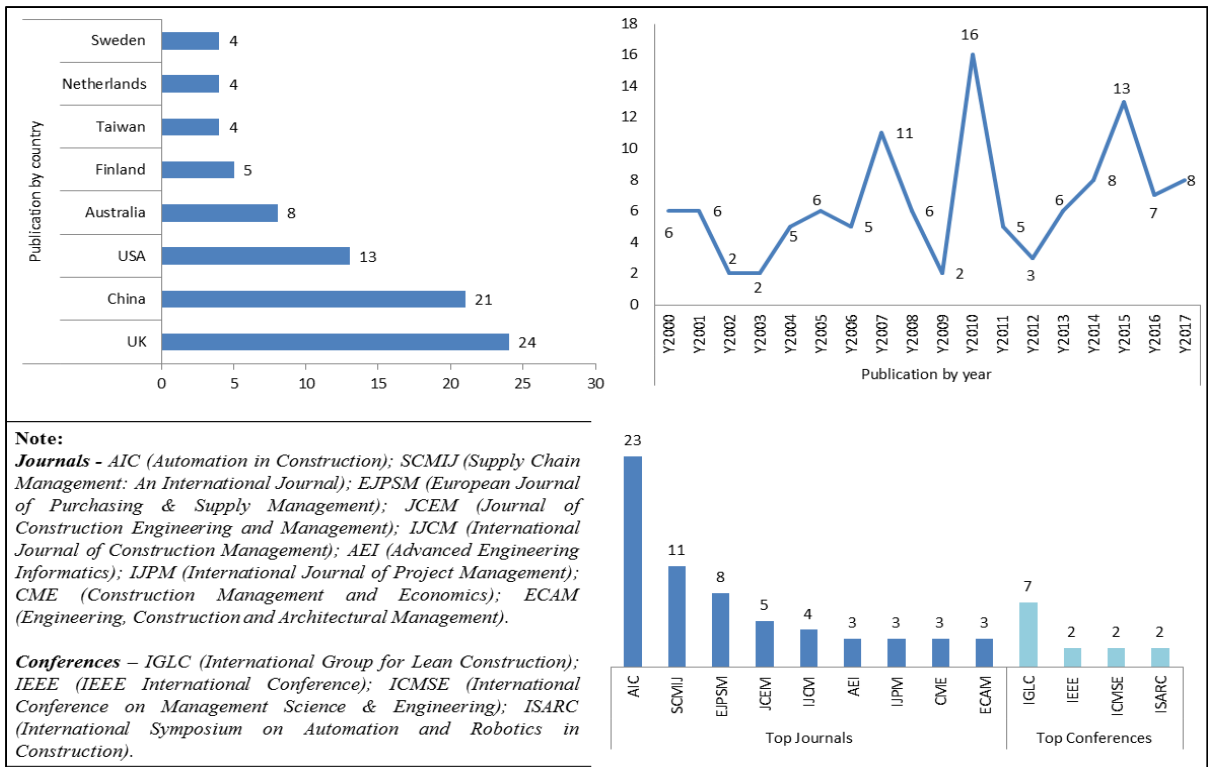 Publication by country
Sweden 4
Netherlands 4
Taiwan 4
Finland 5
Australia 8
USA 13
China 21
UK 24
0 5 10 15 20 25 30
18
16
14
12
10
8
6
4
2
0
6 6 2 2 5 6 5 11 6 2 16 5 3 6 8 13 7 8
Y2000 Y2001 Y2002 Y2003 Y2004 Y2005 Y2006 Y2007 Y2008 Y2009 Y2010 Y2011 Y2012 Y2013 Y2014 Y2015 Y2016 Y2017
Publication by year
Note:
Journals - AIC (Automation in Construction); SCMIJ (Supply Chain
Management: An International Journal); EJPSM (European Journal
of Purchasing & Supply Management); JCEM (Journal of
Construction Engineering and Management); IJCM (International
Journal of Construction Management); AEI (Advanced Engineering
Informatics); IJPM (International Journal of Project Management);
CME (Construction Management and Economics); ECAM
(Engineering, Construction and Architectural Management).
Conferences – IGLC (International Group for Lean Construction);
IEEE (IEEE International Conference); ICMSE (International
Conference on Management Science & Engineering); ISARC
(International Symposium on Automation and Robotics in
Construction).
23 11 8 5 4 3 3 3 3 7 2 2 2
AIC SCMIJ EJPSM JCEM IJCM AEI IJPM CME ECAM IGLC IEEE ICMSE ISARC
Top Journals Top Conferences